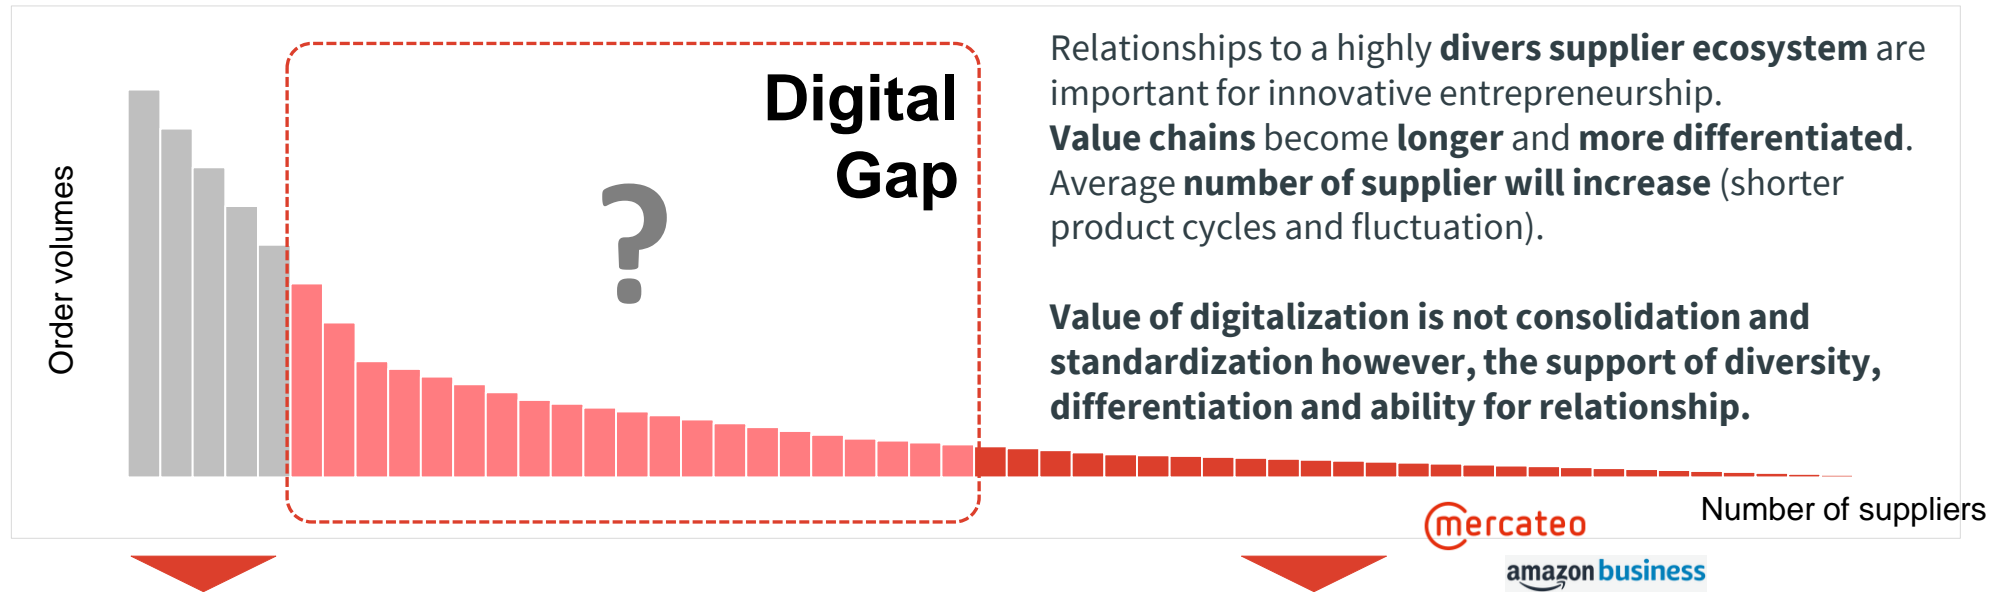 Order volumes
Digital
Gap
?
Relationships to a highly divers supplier ecosystem are
important for innovative entrepreneurship.
Value chains become longer and more differentiated.
Average number of supplier will increase (shorter
product cycles and fluctuation).
Value of digitalization is not consolidation and
standardization however, the support of diversity,
differentiation and ability for relationship.
Number of suppliers
mercateo
amazon business